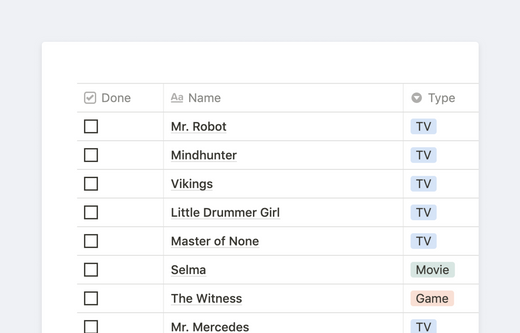 Done Aa Name Type
Mr. Robot TV
Mindhunter TV
Vikings TV
Little Drummer Girl TV
Master of None TV
Selma Movie
The Witness Game
Mr. Mercedes TV